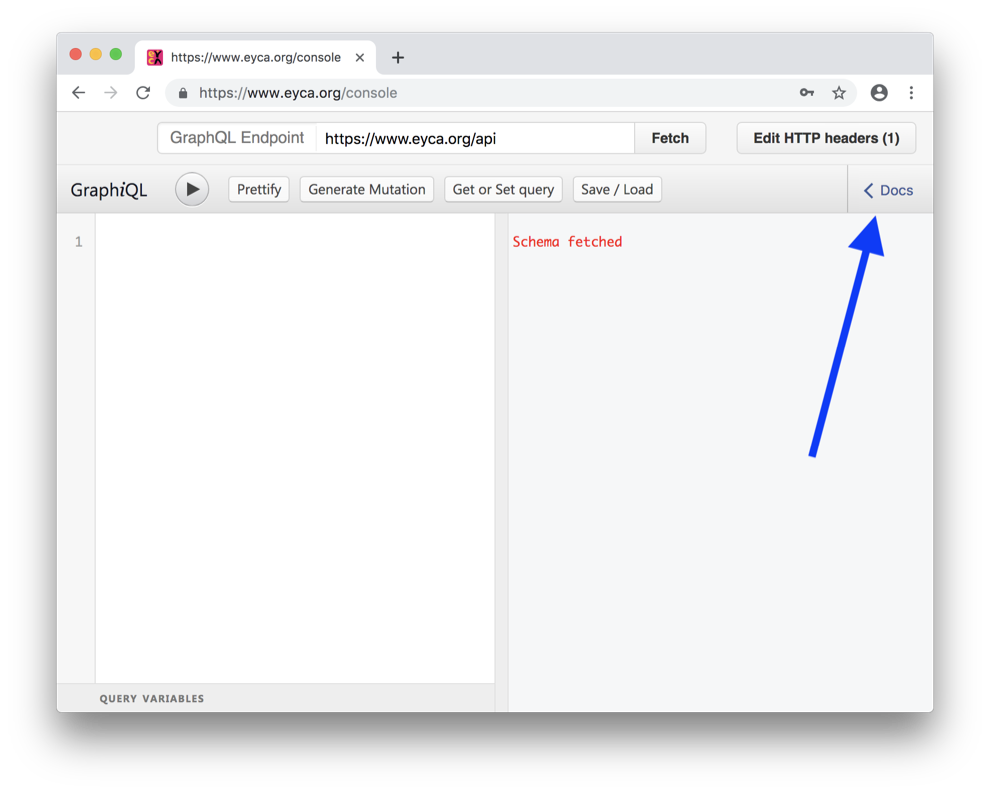 https://www.eyca.org/console
https://www.eyca.org/console
GraphQL Endpoint https://www.eyca.org/api Fetch Edit HTTP headers (1)
GraphiQL Prettify Generate Mutation Get or Set query Save / Load Docs
1 Schema fetched
QUERY VARIABLES